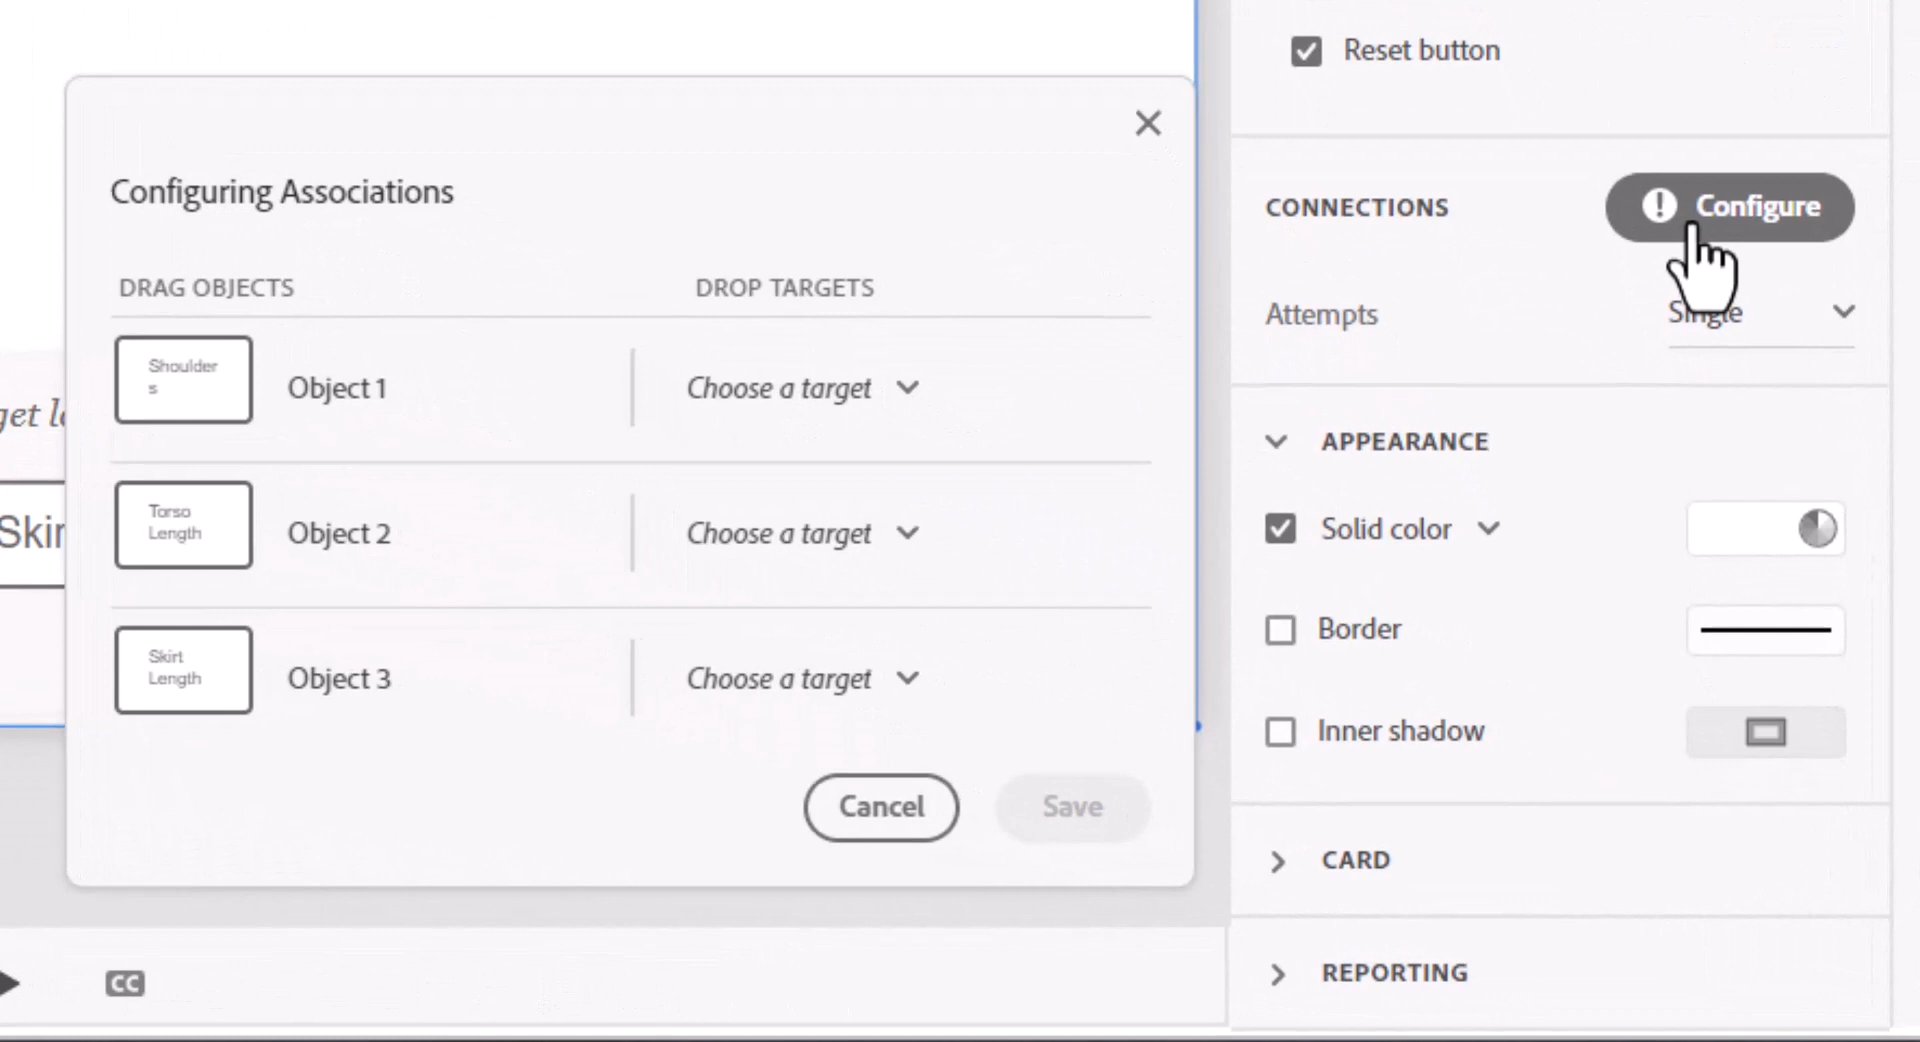 Reset button
Configuring Associations
DRAG OBJECTS DROP TARGETS
Shoulder
s
Object 1 Choose a target
Torso
Length
Object 2 Choose a target
Skirt
Length
Object 3 Choose a target
Cancel Save
CC
CONNECTIONS Configure
Attempts Single
APPEARANCE
Solid color
Border
Inner shadow
CARD
REPORTING